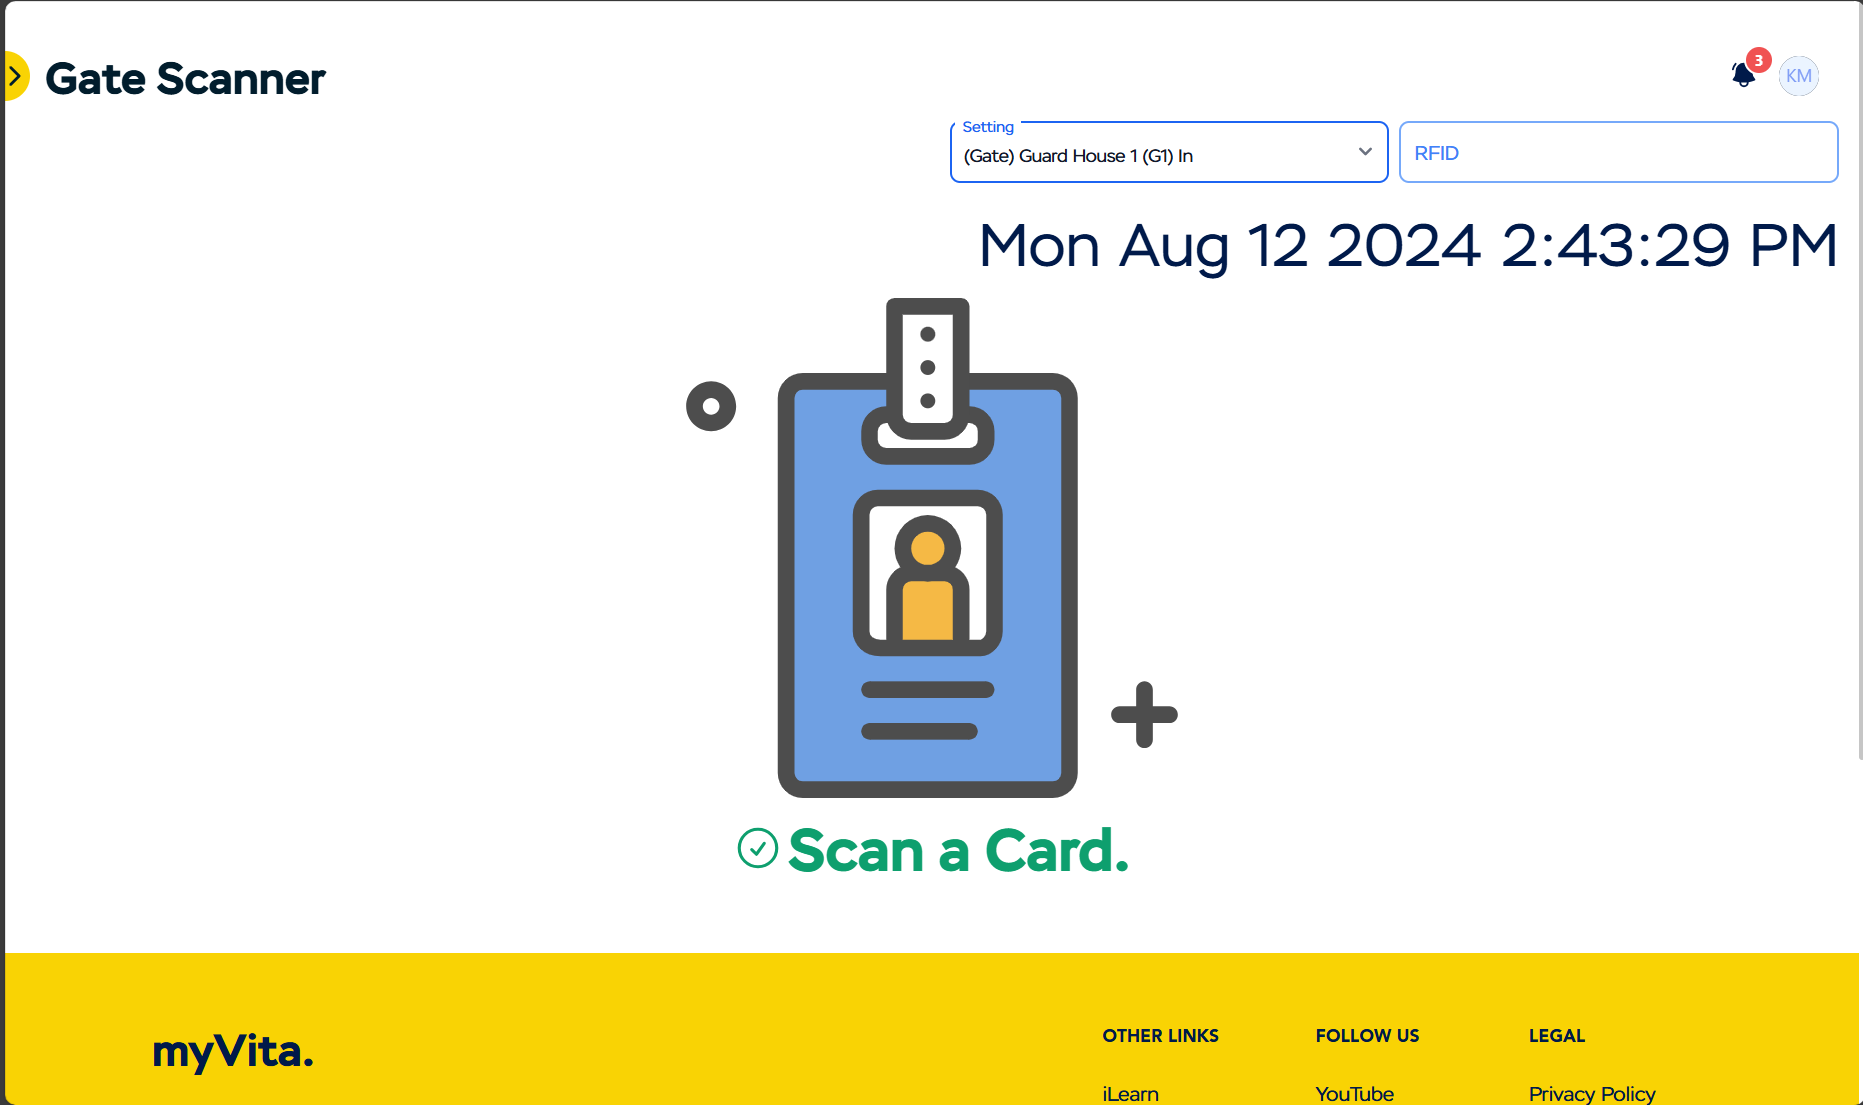 Gate Scanner
3
KM
Setting
(Gate) Guard House 1 (G1) In
RFID
Mon Aug 12 2024 2:43:29 PM
Scan a Card.
myVita.
OTHER LINKS
iLearn
FOLLOW US
YouTube
LEGAL
Privacy Policy